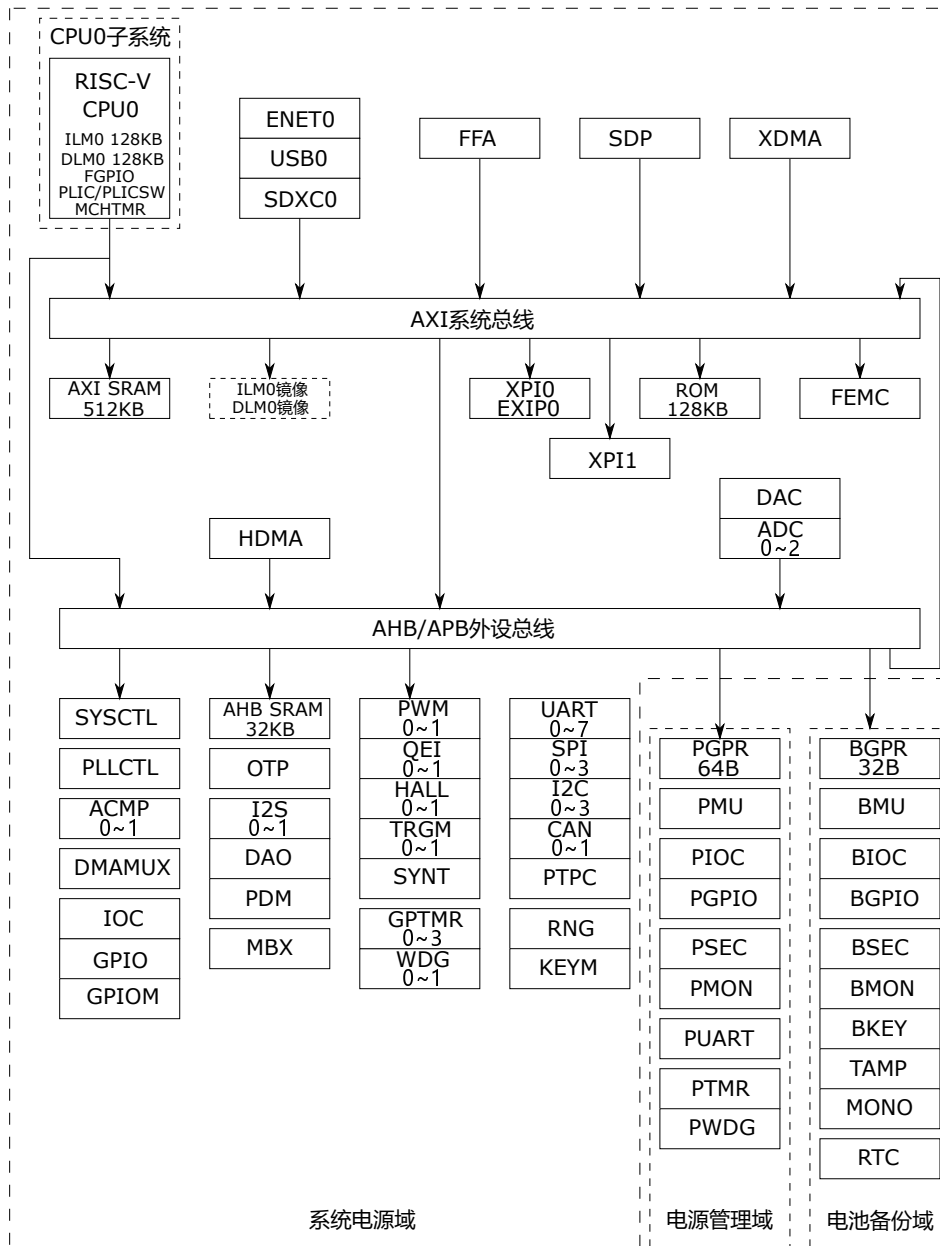 CPU0子系统
RISC-V
CPU0
ILM0 128KB
DLM0 128KB
FGPIO
PLIC/PLICSW
MCHTMR
ENET0
USB0
SDXC0
FFA
SDP
XDMA
AXI系统总线
AXI SRAM
512KB
ILM0镜像
DLM0镜像
XPI0
EXIP0
ROM
128KB
FEMC
XPI1
DAC
ADC
0~2
HDMA
AHB/APB外设总线
SYSCTL
PLLCTL
ACMP
0~1
DMAMUX
IOC
GPIO
GPIOM
AHB SRAM
32KB
OTP
I2S
0~1
DAO
PDM
MBX
PWM
0~1
QEI
0~1
HALL
0~1
TRGM
0~1
SYNT
GPTMR
0~3
WDG
0~1
UART
0~7
SPI
0~3
I2C
0~3
CAN
0~1
PTPC
RNG
KEYM
PGPR
64B
PMU
PIOC
PGPIO
PSEC
PMON
PUART
PTMR
PWDG
BGPR
32B
BMU
BIOC
BGPIO
BSEC
BMON
BKEY
TAMP
MONO
RTC
系统电源域
电源管理域
电池备份域